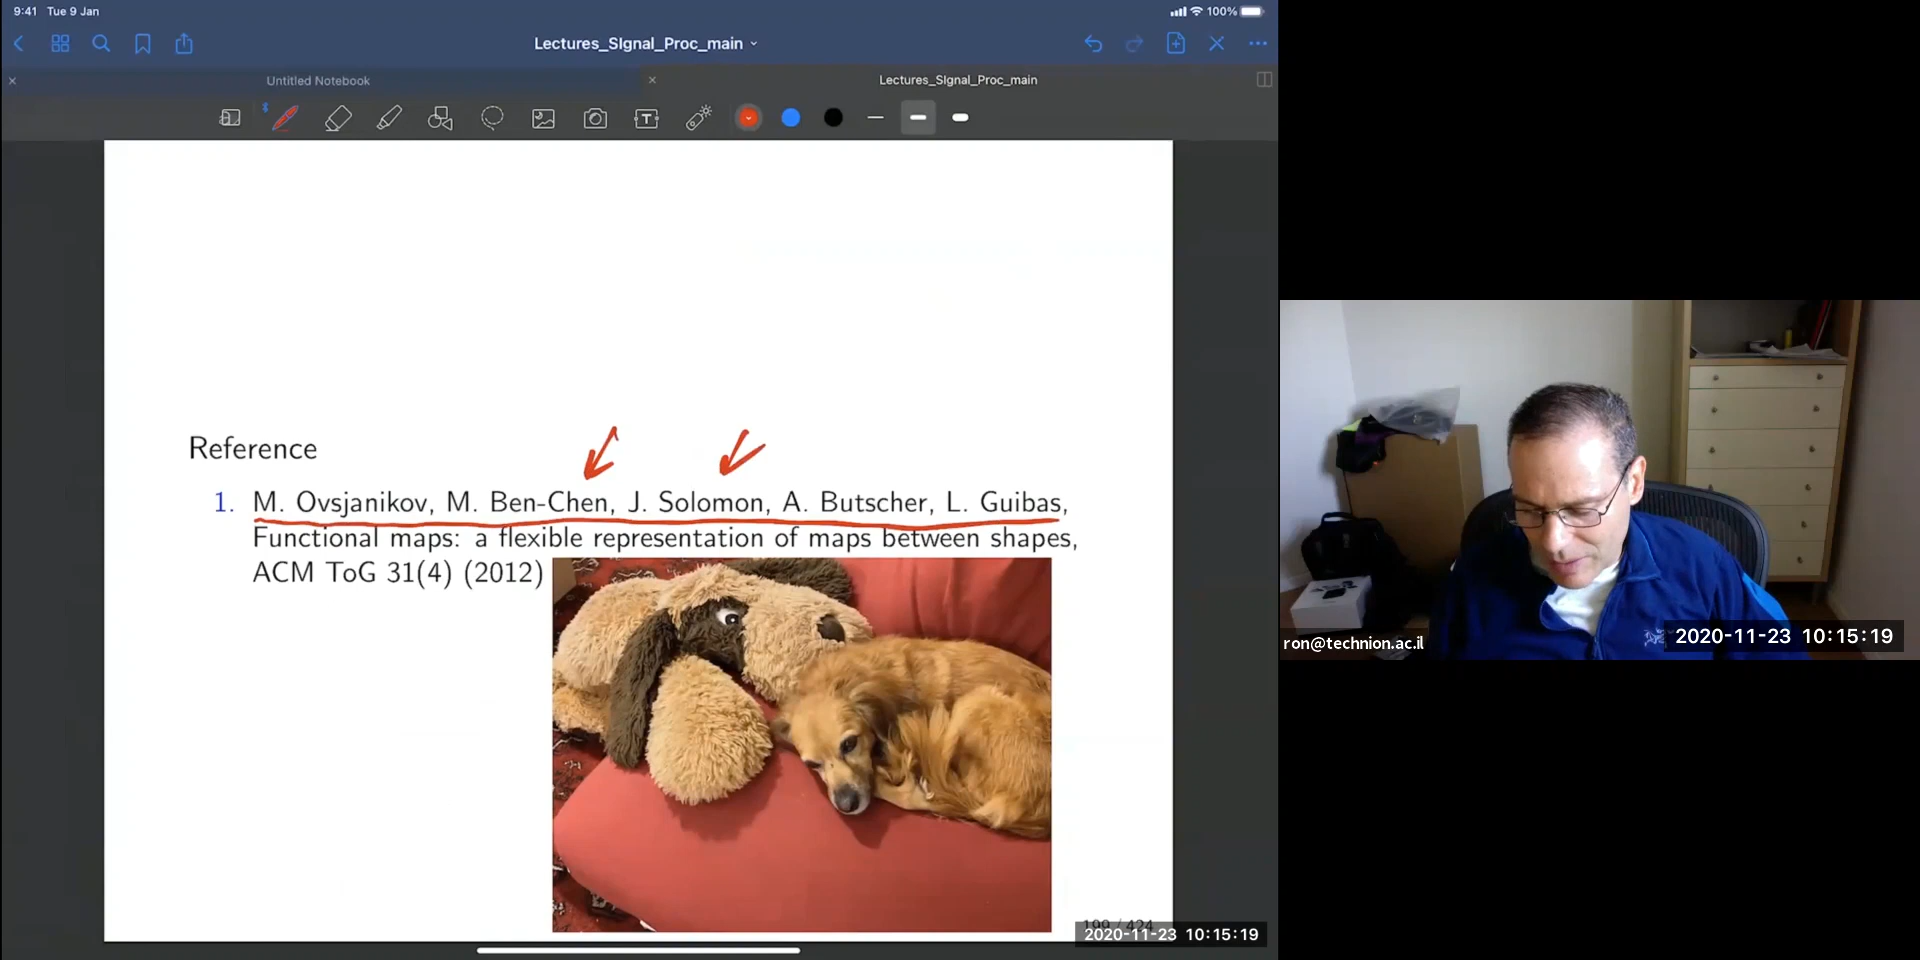 9:41 Tue 9 Jan
100%
Lectures_SIgnal_Proc_main
Untitled Notebook
Lectures_SIgnal_Proc_main
Reference
1. M. Ovsjanikov, M. Ben-Chen, J. Solomon, A. Butscher, L. Guibas,
Functional maps: a flexible representation of maps between shapes,
ACM ToG 31(4) (2012)
199 / 424
2020-11-23 10:15:19
ron@technion.ac.il
2020-11-23 10:15:19